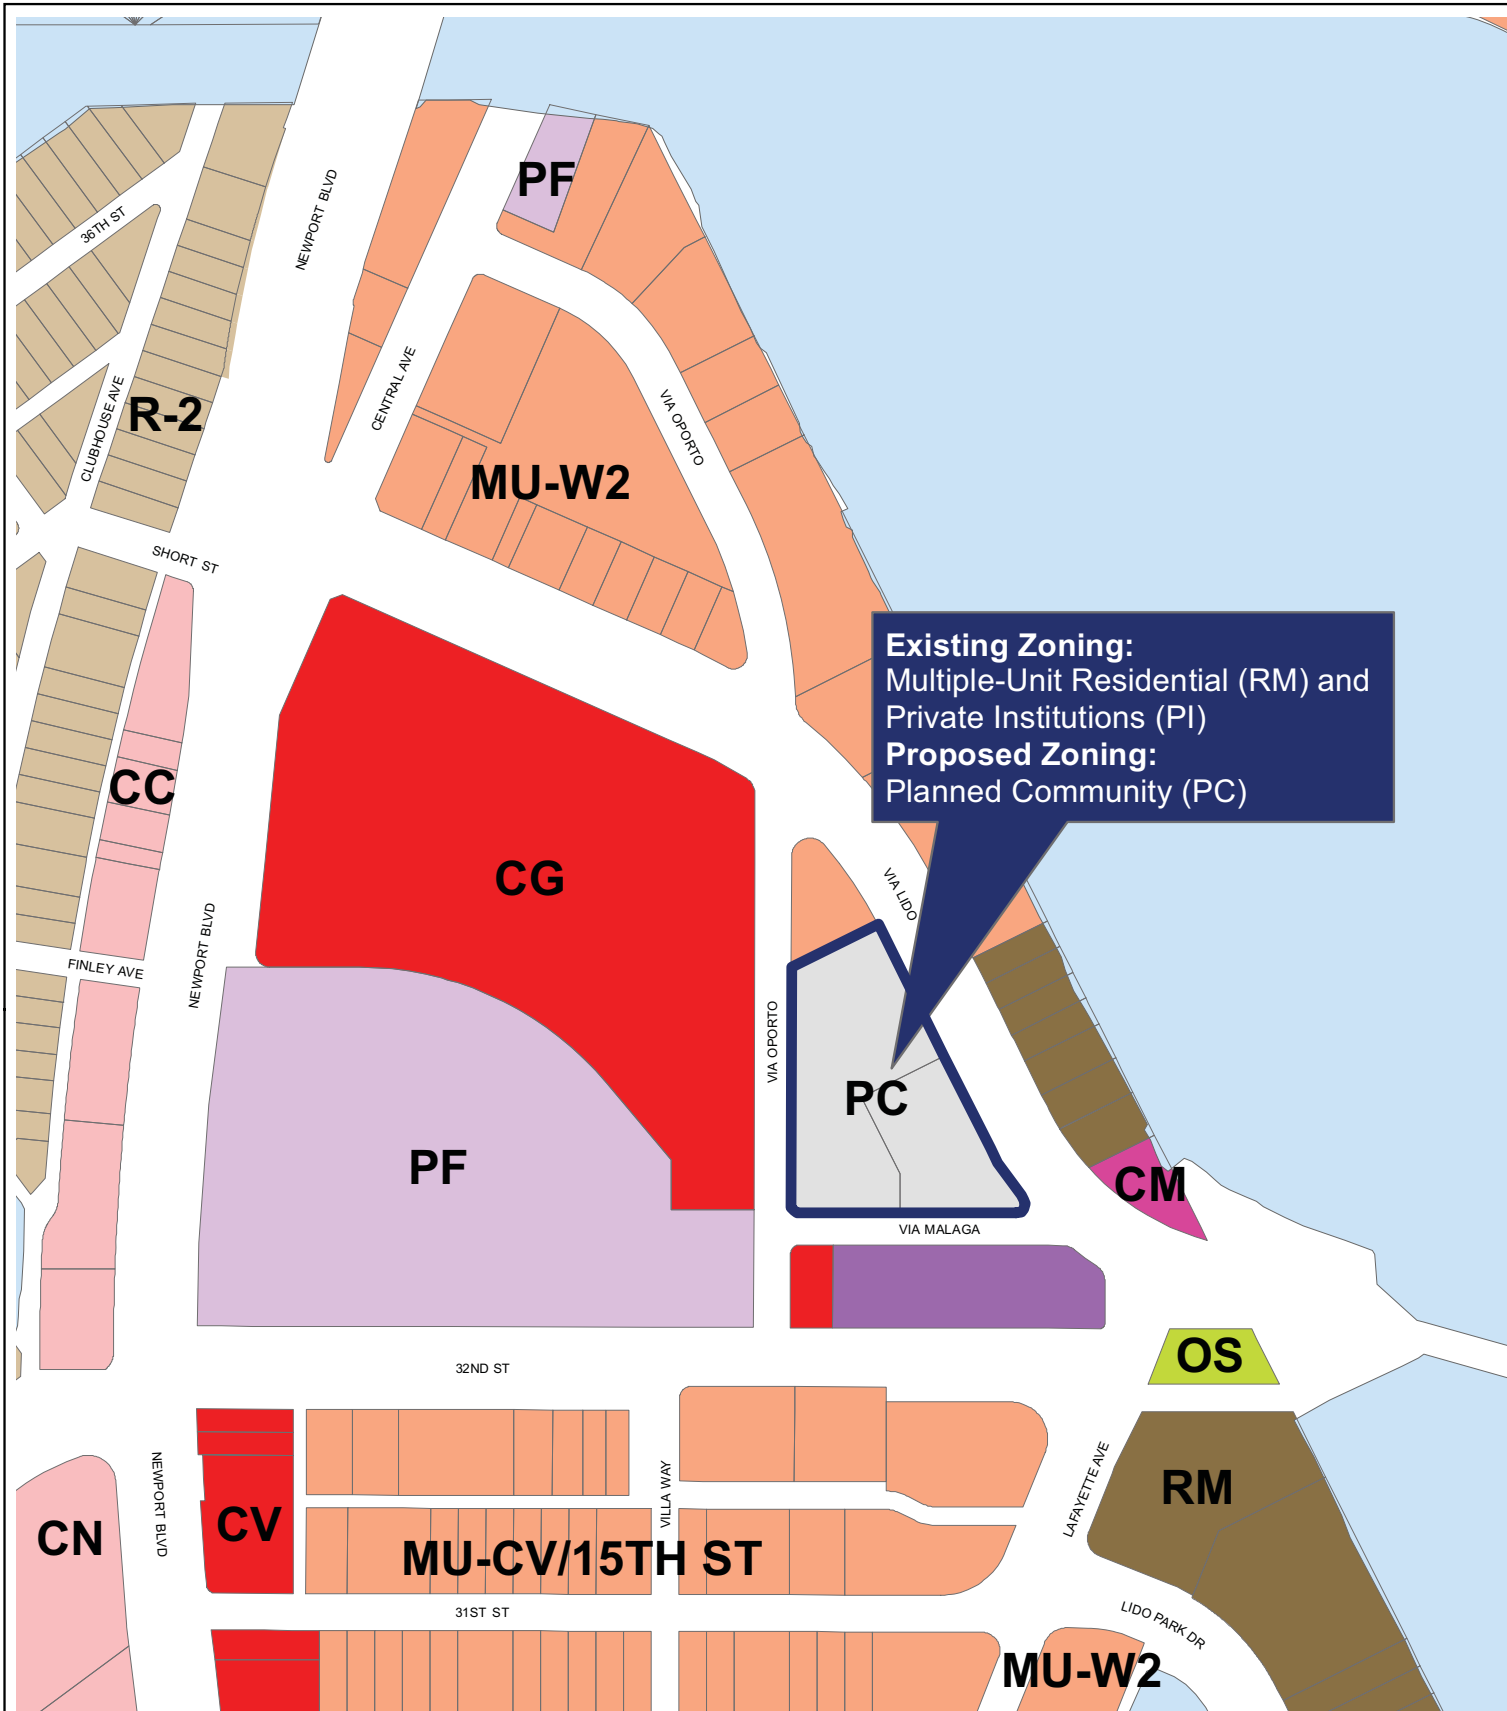 PF
36TH ST
NEWPORT BLVD
CENTRAL AVE
CLUBHOUSE AVE
R-2
VIA OPORTO
MU-W2
SHORT ST
Existing Zoning:
Multiple-Unit Residential (RM) and
Private Institutions (PI)
Proposed Zoning:
Planned Community (PC)
CC
CG
VIA LIDO
NEWPORT BLVD
FINLEY AVE
VIA OPORTO
PC
PF
CM
VIA MALAGA
OS
32ND ST
NEWPORT BLVD
VILLA WAY
LAFAYETTE AVE
RM
CN
CV
MU-CV/15TH ST
31ST ST
LIDO PARK DR
MU-W2